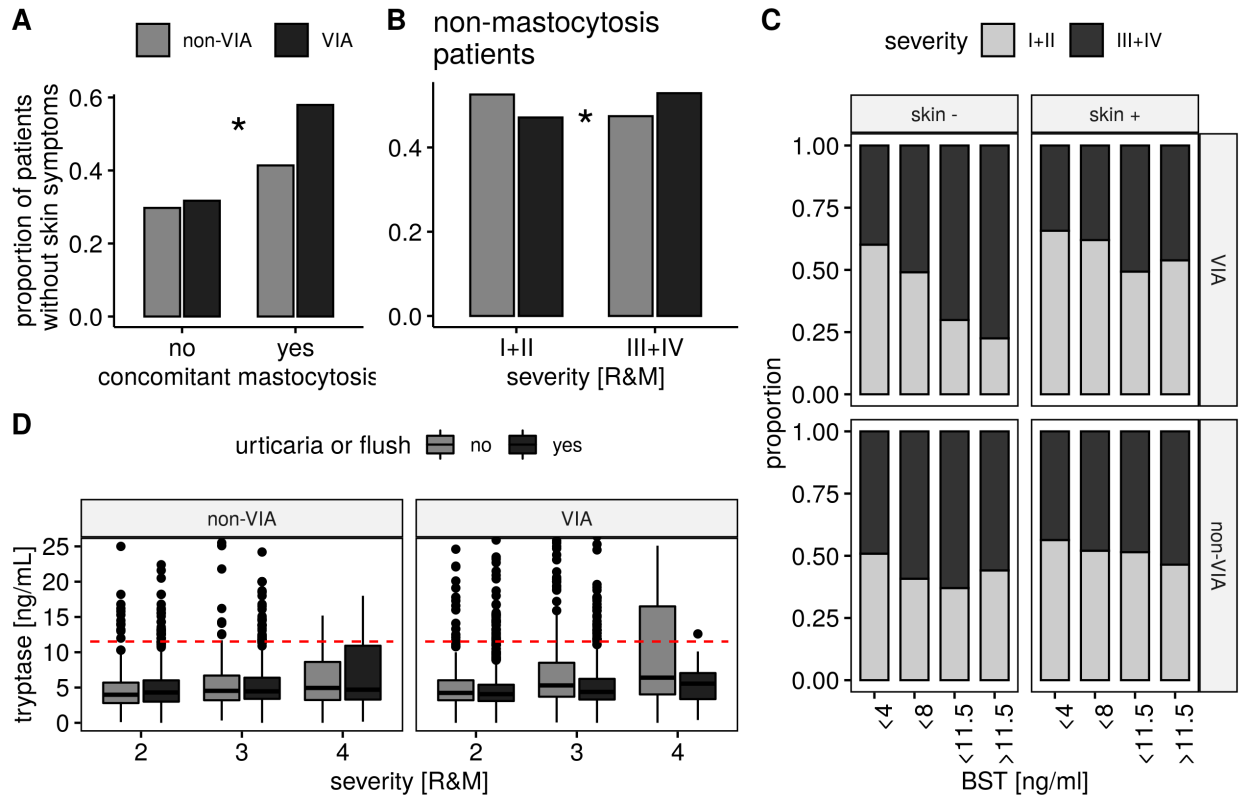 A
non-VIA
VIA
proportion of patients
without skin symptoms
0.6
0.4
0.2
0.0
*
no
yes
concomitant mastocytosis
B
non-mastocytosis
patients
0.4
0.2
0.0
*
I+II
III+IV
severity [R&M]
C
severity
I+II
III+IV
skin -
skin +
proportion
1.00
0.75
0.50
0.25
0.00
VIA
1.00
0.75
0.50
0.25
0.00
non-VIA
<4
<8
<11.5
>11.5
<4
<8
<11.5
>11.5
BST [ng/ml]
D
urticaria or flush
no
yes
non-VIA
VIA
tryptase [ng/mL]
25
20
15
10
5
0
2
3
4
2
3
4
severity [R&M]